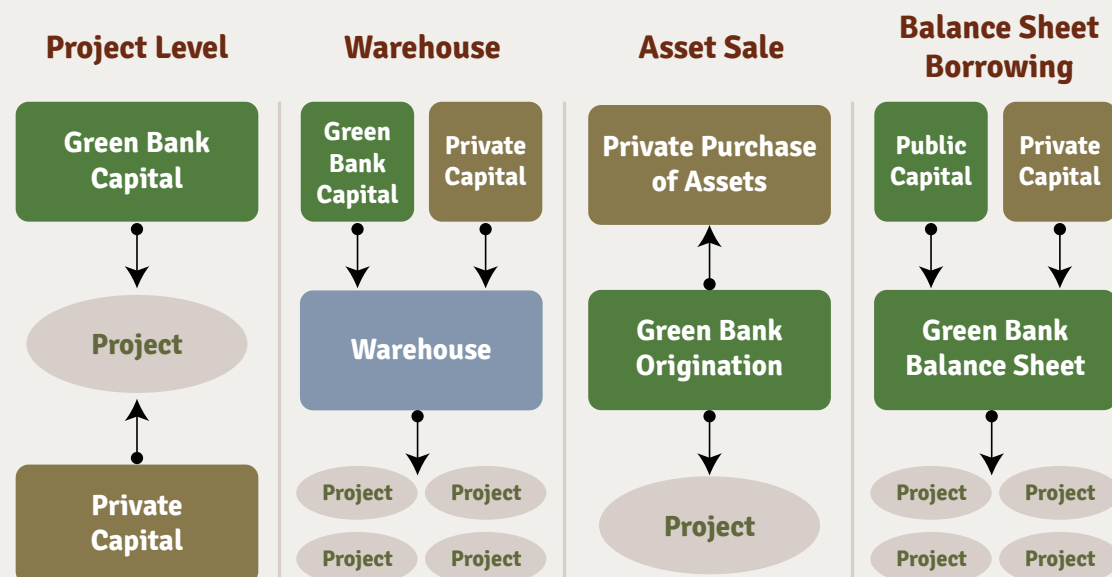 Project Level
Green Bank
Capital
Project
Private
Capital
Warehouse
Green
Bank
Capital
Private
Capital
Warehouse
Project
Project
Project
Project
Asset Sale
Private Purchase
of Assets
Green Bank
Origination
Project
Balance Sheet
Borrowing
Public
Capital
Private
Capital
Green Bank
Balance Sheet
Project
Project
Project
Project